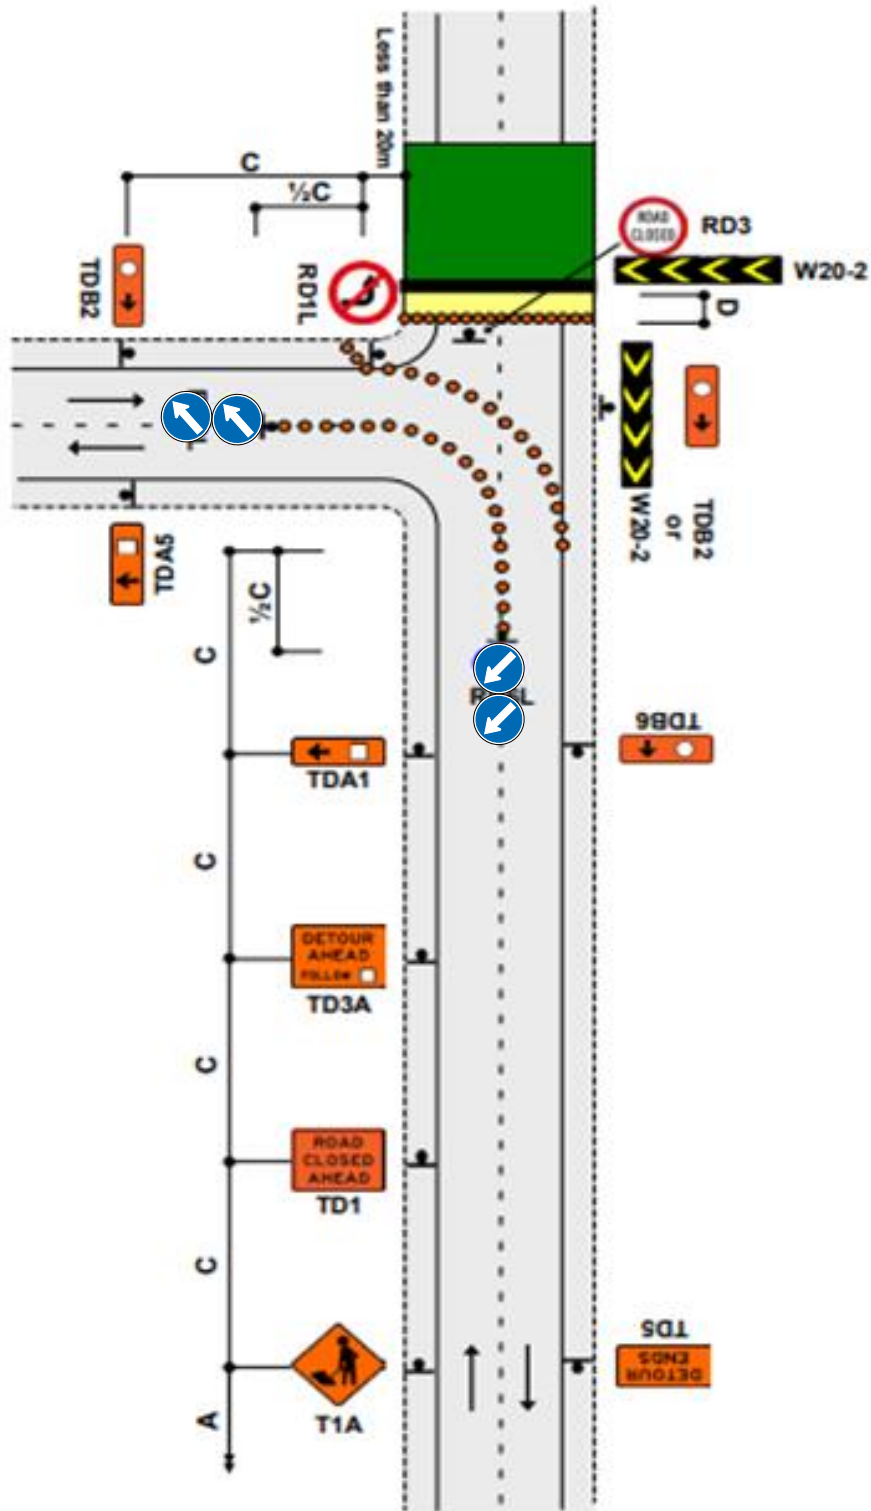 Less than 20m
C
½C
ROAD
CLOSED
RD3
W20-2
RD1L
TDB2
D
TDB2
or
W20-2
TDA5
½C
C
TDB6
TDA1
C
DETOUR
AHEAD
FOLLOW
TD3A
C
ROAD
CLOSED
AHEAD
TD1
C
TDS
DETOUR
ENDS
T1A
A